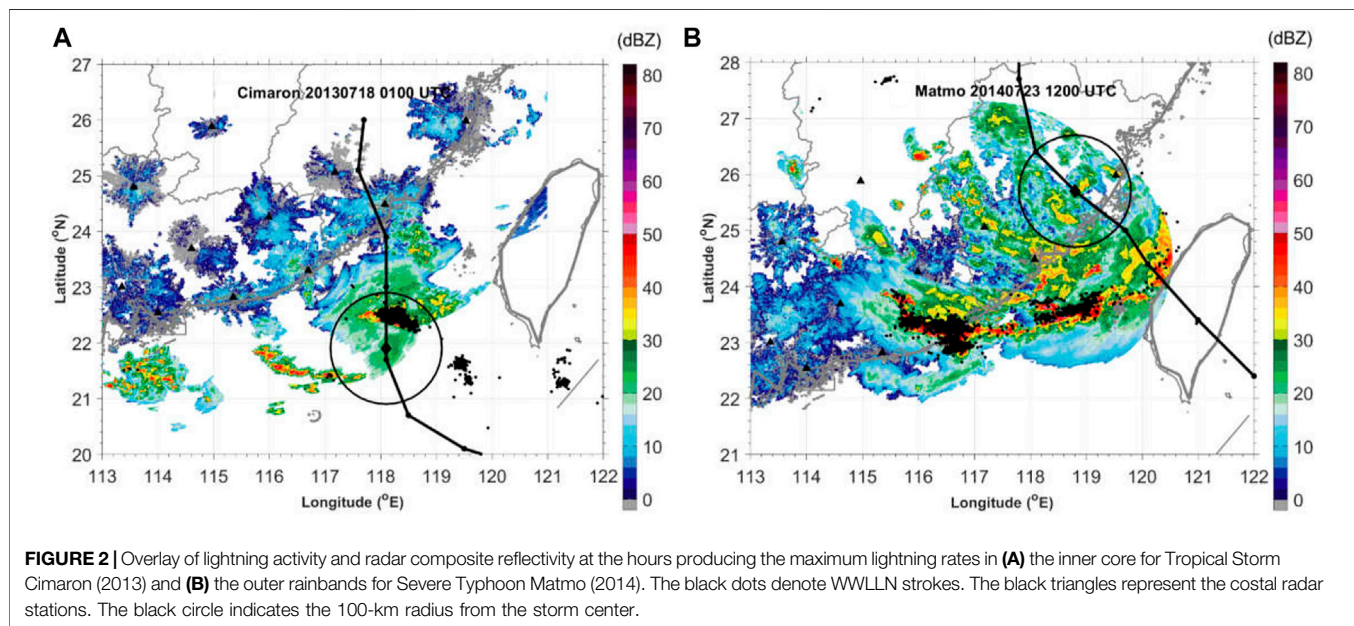 A
(dBZ)
Cimaron 20130718 0100 UTC
27
26
25
24
23
22
21
20
Latitude (°N)
113 114 115 116 117 118 119 120 121 122
Longitude (°E)
80
70
60
50
40
30
20
10
0
B
(dBZ)
Matmo 20140723 1200 UTC
28
27
26
25
24
23
22
21
Latitude (°N)
113 114 115 116 117 118 119 120 121 122
Longitude (°E)
80
70
60
50
40
30
20
10
0
FIGURE 2 | Overlay of lightning activity and radar composite reflectivity at the hours producing the maximum lightning rates in (A) the inner core for Tropical Storm
Cimaron (2013) and (B) the outer rainbands for Severe Typhoon Matmo (2014). The black dots denote WWLLN strokes. The black triangles represent the costal radar
stations. The black circle indicates the 100-km radius from the storm center.